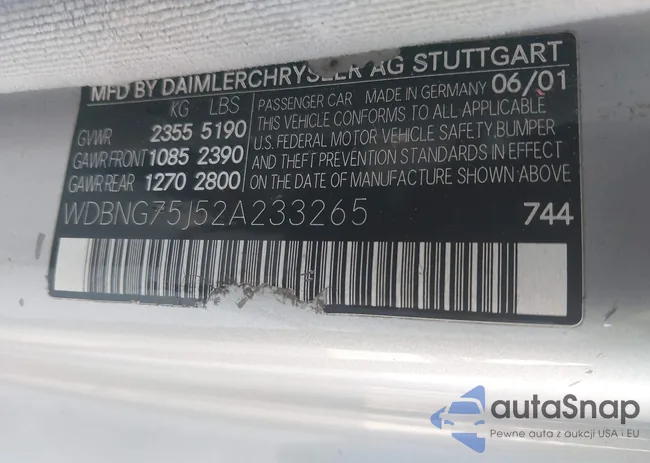 MFD BY DAIMLERCHRYSLER AG STUTTGART
KG LBS
GVWR 2355 5190
GAWR FRONT 1085 2390
GAWR REAR 1270 2800
PASSENGER CAR MADE IN GERMANY 06/01
THIS VEHICLE CONFORMS TO ALL APPLICABLE
U.S. FEDERAL MOTOR VEHICLE SAFETY, BUMPER
AND THEFT PREVENTION STANDARDS IN EFFECT
ON THE DATE OF MANUFACTURE SHOWN ABOVE
WDBNG75J52A233265 744
autaSnap
Pewne auta z aukcji USA i EU